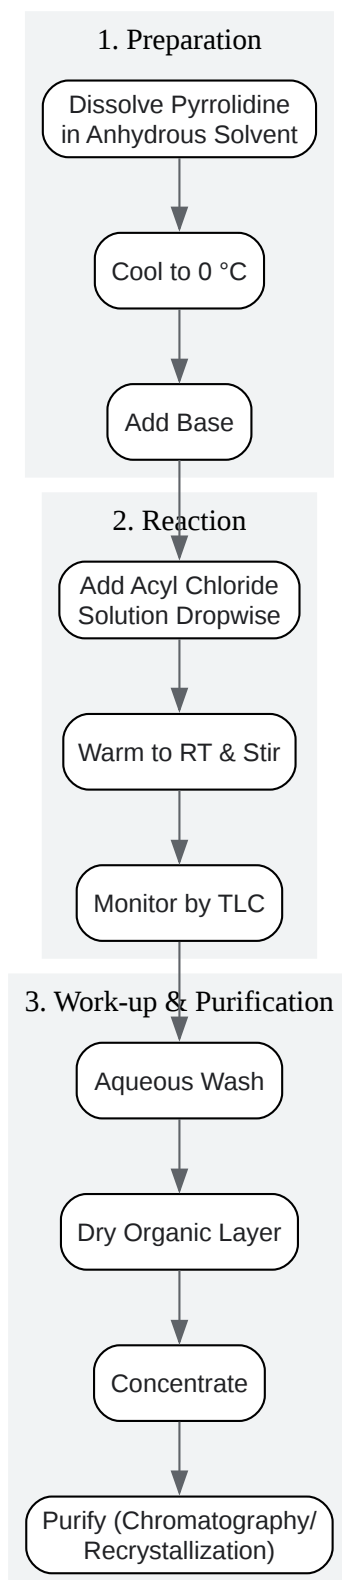 1. Preparation
Dissolve Pyrrolidine
in Anhydrous Solvent
Cool to 0 °C
Add Base
2. Reaction
Add Acyl Chloride
Solution Dropwise
Warm to RT & Stir
Monitor by TLC
3. Work-up & Purification
Aqueous Wash
Dry Organic Layer
Concentrate
Purify (Chromatography/
Recrystallization)